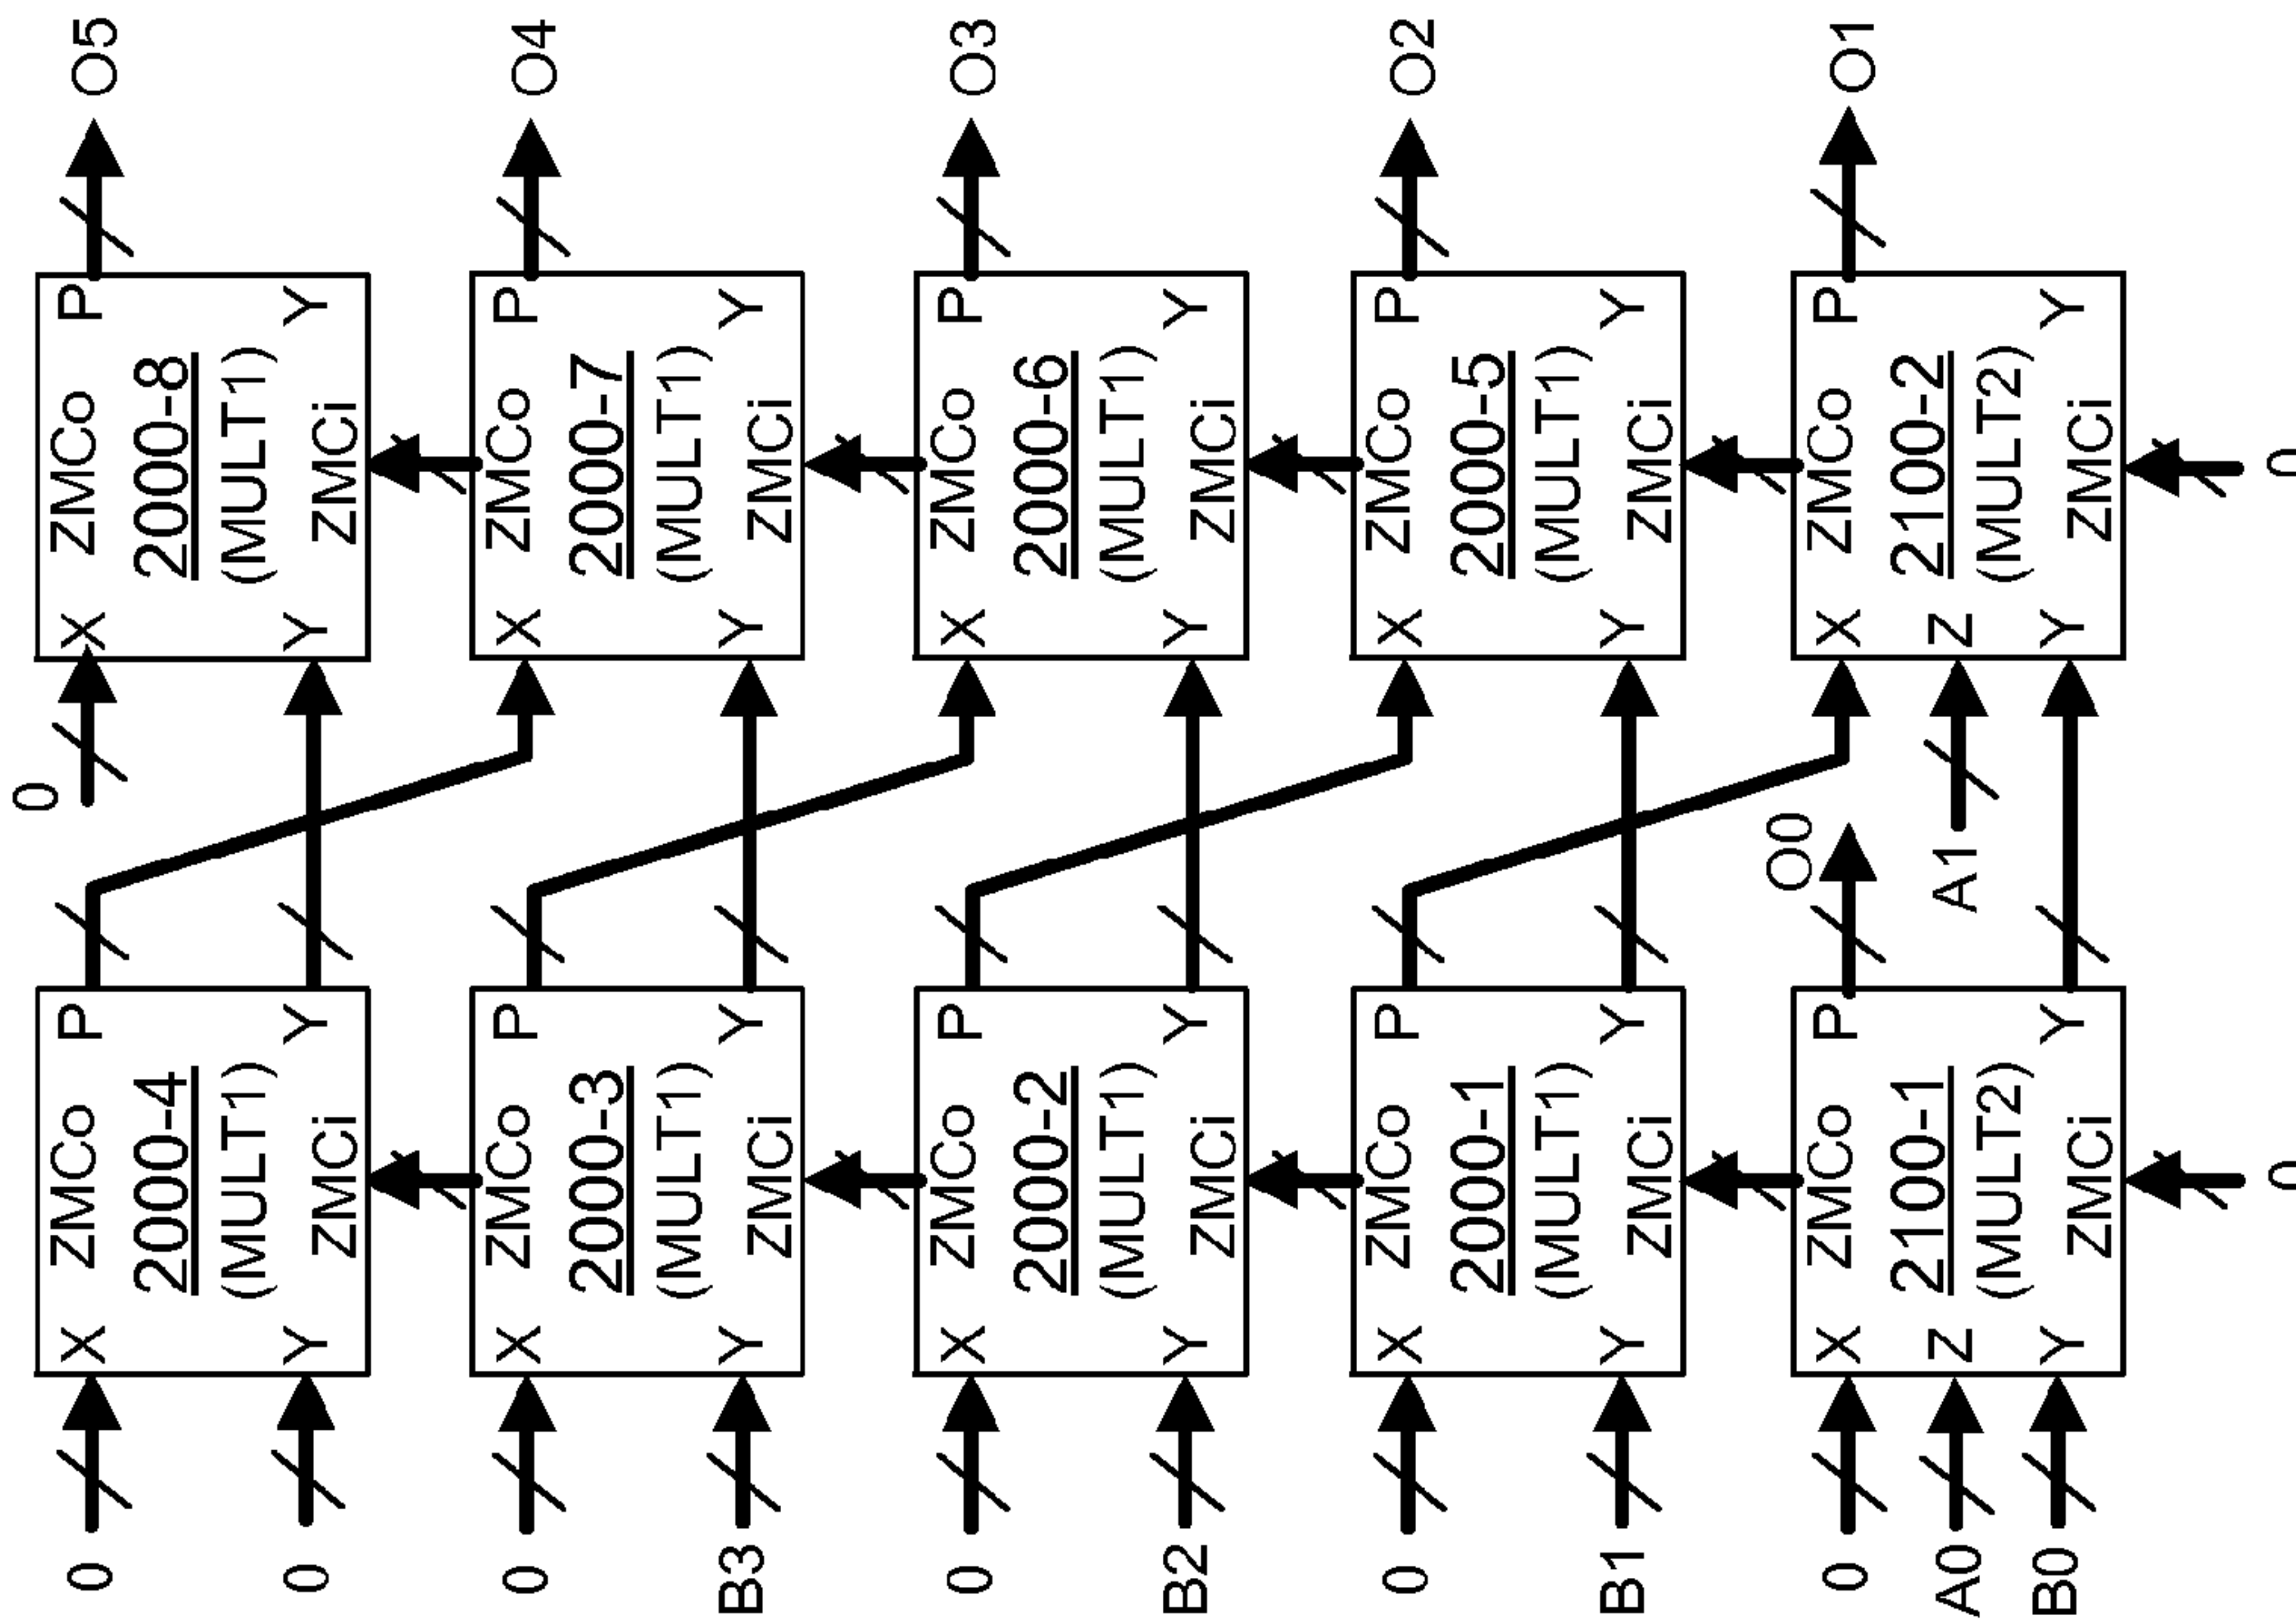 0
0 X ZMCo P X ZMCo P O5
2000-4 2000-8
(MULT1) (MULT1)
0 Y Y Y Y
ZMCi ZMCi
0 X ZMCo P X ZMCo P O4
2000-3 2000-7
(MULT1) (MULT1)
B3 Y Y Y Y
ZMCi ZMCi
0 X ZMCo P X ZMCo P O3
2000-2 2000-6
(MULT1) (MULT1)
B2 Y Y Y Y
ZMCi ZMCi
0 X ZMCo P X ZMCo P O2
2000-1 2000-5
(MULT1) (MULT1)
B1 Y Y Y Y
ZMCi ZMCi
O0
0 X ZMCo P X ZMCo P O1
2100-1 2100-2
A0 Z A1 Z
(MULT2) (MULT2)
B0 Y Y Y Y
ZMCi ZMCi
0 0